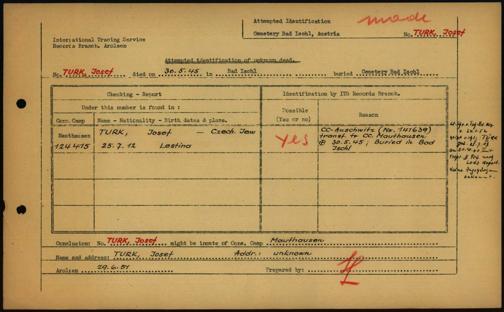 Attempted Identification
made
International Tracing Service
Records Branch, Arolsen
Cemetery Bad Ischl, Austria
No. TURK, Josef
Attempted identification of unknown dead.
No. TURK, Josef died on 30.5.45 in Bad Ischl buried Cemetery Bad Ischl
Checking - Report
Identification by ITS Records Branch.
Under this number is found in:
Possible (Yes or no)
Reason
Conc. Camp Name - Nationality - Birth dates & place.
Mauthausen TURK, Josef — Czech. Jew
124475 25.7.12 Lestina
Yes
CC-Auschwitz (Nr. 141639)
transf. to CC. Mauthausen
30.5.45; Buried in Bad
Ischl
Conclusion: No. TURK, Josef might be inmate of Conc. Camp Mauthausen
Name and address: TURK, Josef Addr.: unknown
Arolsen 29.6.51 Prepared by: